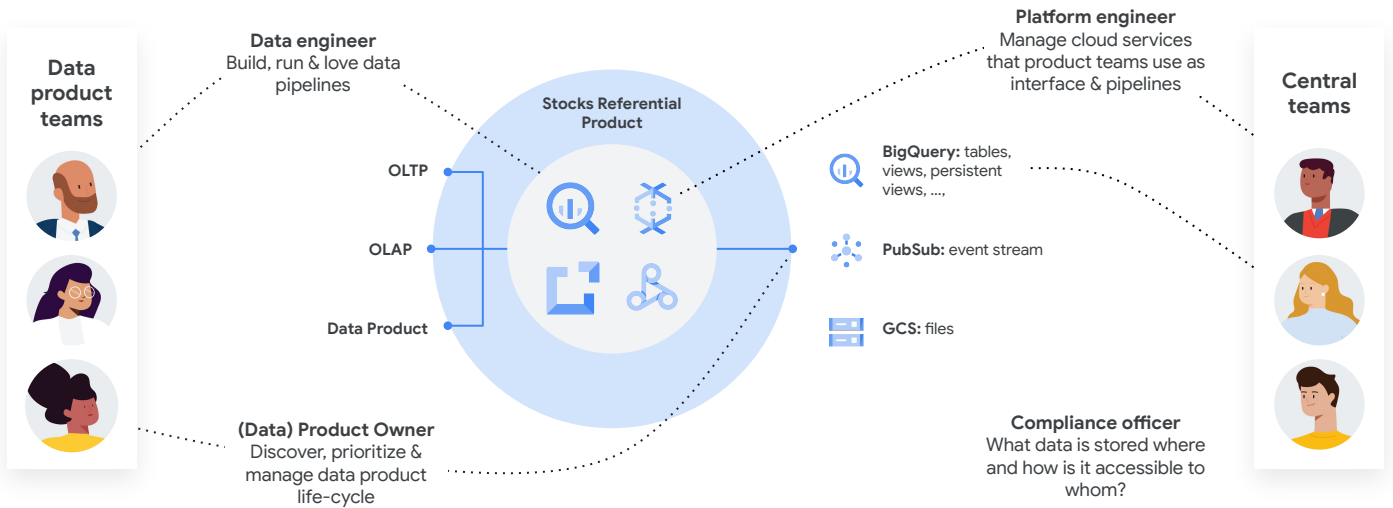 Data
product
teams
Data engineer
Build, run & love data
pipelines
Stocks Referential
Product
OLTP
OLAP
Data Product
(Data) Product Owner
Discover, prioritize &
manage data product
life-cycle
Platform engineer
Manage cloud services
that product teams use as
interface & pipelines
BigQuery: tables,
views, persistent
views, ...,
PubSub: event stream
GCS: files
Compliance officer
What data is stored where
and how is it accessible to
whom?
Central
teams